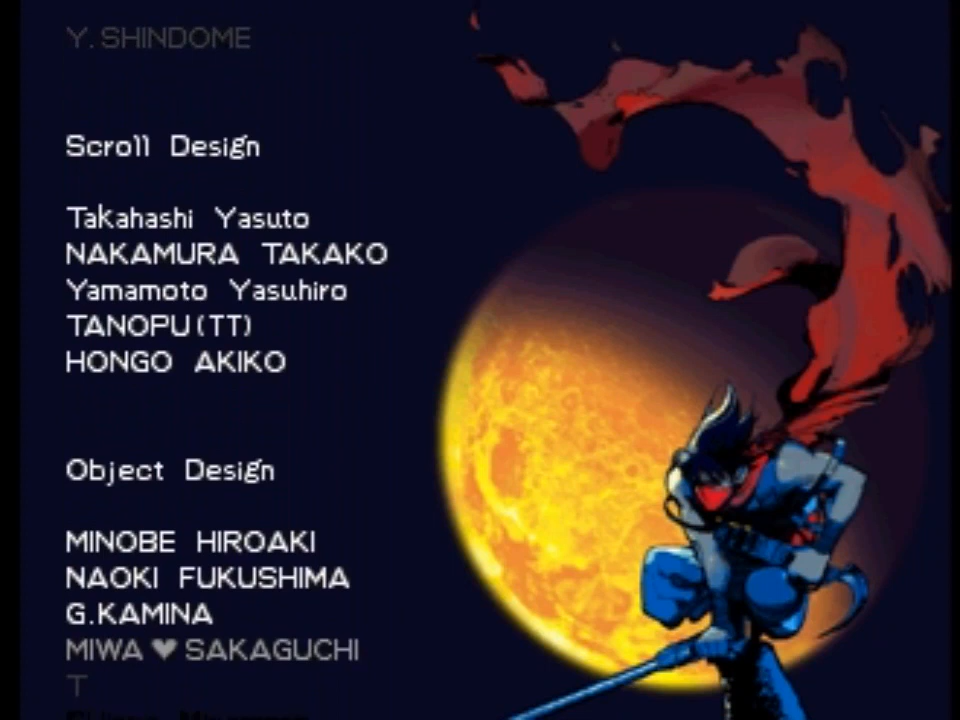 Y.SHINDOME
Scroll Design
Takahashi Yasuto
NAKAMURA TAKAKO
Yamamoto Yasuhiro
TANOPU(TT)
HONGO AKIKO
Object Design
MINOBE HIROAKI
NAOKI FUKUSHIMA
G.KAMINA
MIWA♥SAKAGUCHI
T